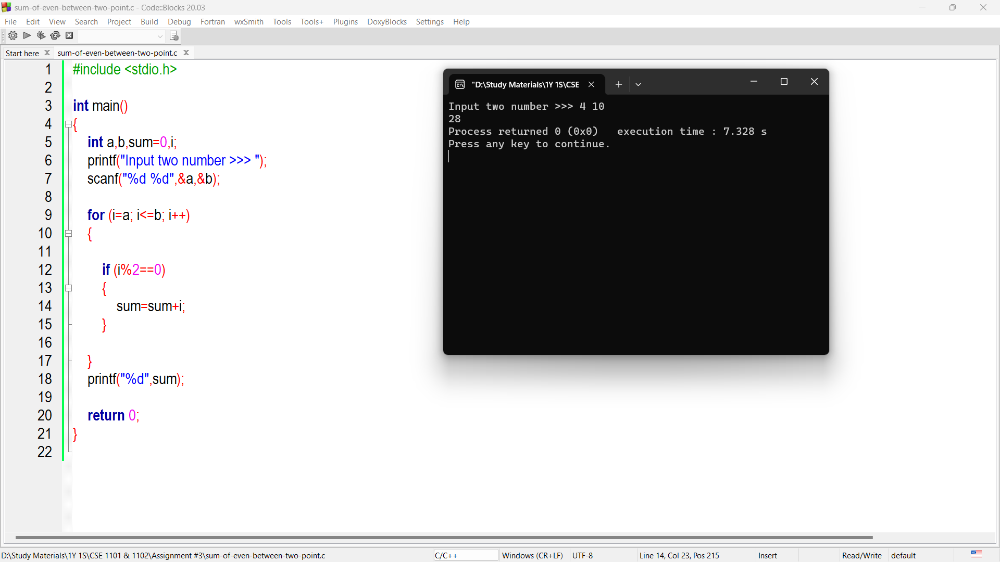 sum-of-even-between-two-point.c - Code::Blocks 20.03
File Edit View Search Project Build Debug Fortran wxSmith Tools Tools+ Plugins DoxyBlocks Settings Help
Start here sum-of-even-between-two-point.c
1 #include <stdio.h>
2
3 int main()
4 {
5 int a,b,sum=0,i;
6 printf("Input two number >>> ");
7 scanf("%d %d",&a,&b);
8
9 for (i=a; i<=b; i++)
10 {
11
12 if (i%2==0)
13 {
14 sum=sum+i;
15 }
16
17 }
18 printf("%d",sum);
19
20 return 0;
21 }
22
"D:\Study Materials\1Y 1S\CSE
Input two number >>> 4 10
28
Process returned 0 (0x0)   execution time : 7.328 s
Press any key to continue.
D:\Study Materials\1Y 1S\CSE 1101 & 1102\Assignment #3\sum-of-even-between-two-point.c C/C++ Windows (CR+LF) UTF-8 Line 14, Col 23, Pos 215 Insert Read/Write default